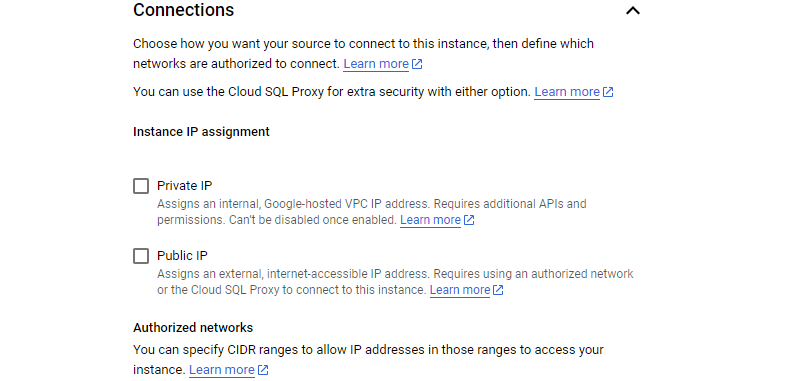 Connections
Choose how you want your source to connect to this instance, then define which
networks are authorized to connect. Learn more
You can use the Cloud SQL Proxy for extra security with either option. Learn more
Instance IP assignment
Private IP
Assigns an internal, Google-hosted VPC IP address. Requires additional APIs and
permissions. Can't be disabled once enabled. Learn more
Public IP
Assigns an external, internet-accessible IP address. Requires using an authorized network
or the Cloud SQL Proxy to connect to this instance. Learn more
Authorized networks
You can specify CIDR ranges to allow IP addresses in those ranges to access your
instance. Learn more